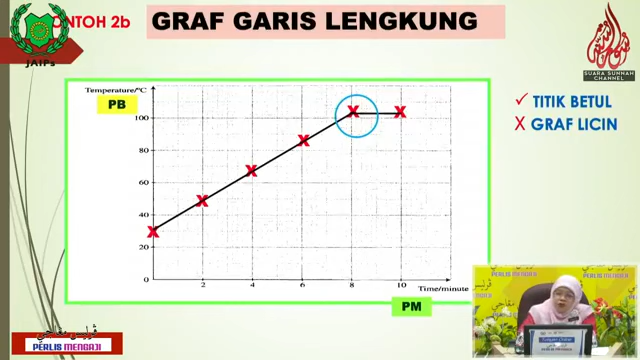 CONTOH 2b
GRAF GARIS LENGKUNG
JAIPs
SUARA SUNNAH
CHANNEL
Temperature/°C
PB
100
80
60
40
20
0
2
4
6
8
10
Time/minute
PM
✓ TITIK BETUL
X GRAF LICIN
PERLIS MENGAJI
PERLIS MENGAJI